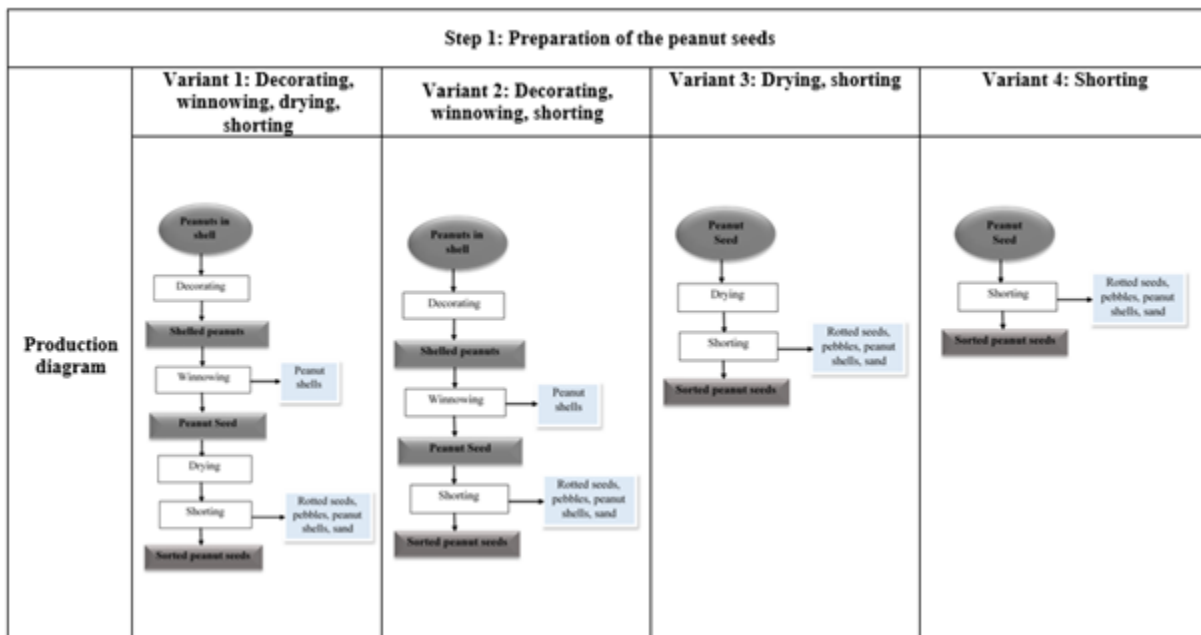 Step 1: Preparation of the peanut seeds
Variant 1: Decorating,
winnowing, drying,
shorting
Variant 2: Decorating,
winnowing, shorting
Variant 3: Drying, shorting
Variant 4: Shorting
Production
diagram
Peanuts in
shell
Decorating
Shelled peanuts
Winnowing
Peanut
shells
Peanut Seed
Drying
Shorting
Rotted seeds,
pebbles, peanut
shells, sand
Sorted peanut seeds
Peanuts in
shell
Decorating
Shelled peanuts
Winnowing
Peanut
shells
Peanut Seed
Shorting
Rotted seeds,
pebbles, peanut
shells, sand
Sorted peanut seeds
Peanut
Seed
Drying
Shorting
Rotted seeds,
pebbles, peanut
shells, sand
Sorted peanut seeds
Peanut
Seed
Shorting
Rotted seeds,
pebbles, peanut
shells, sand
Sorted peanut seeds